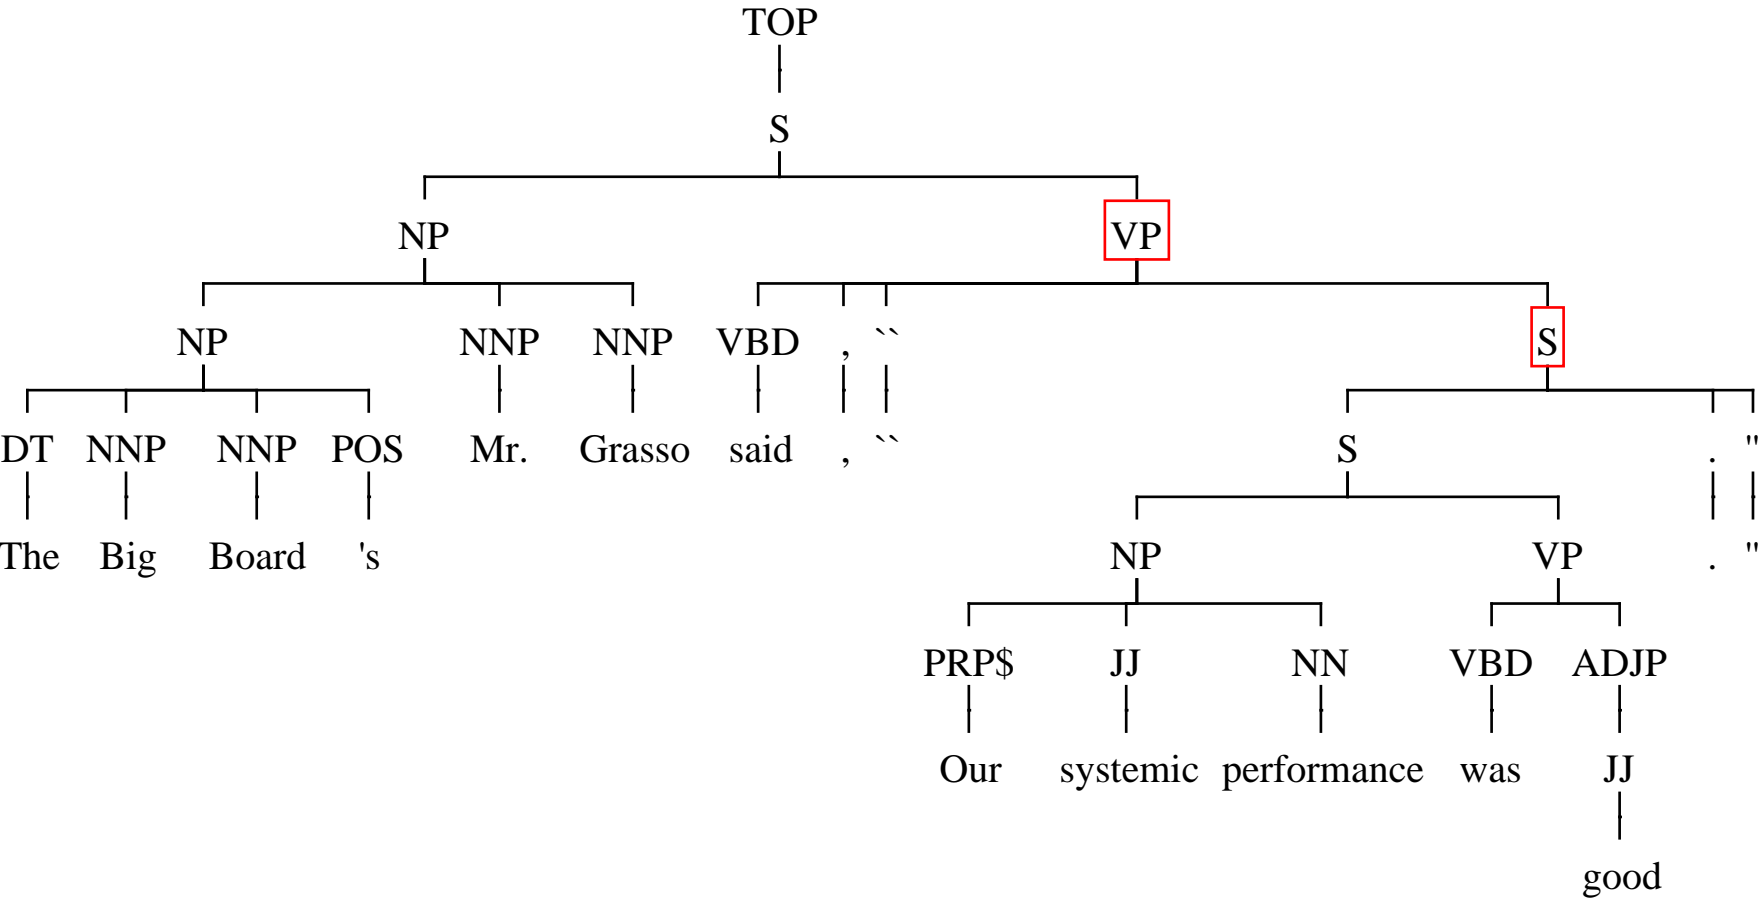 TOP
S
NP VP
NP NNP NNP VBD , `` S
DT NNP NNP POS Mr. Grasso said , `` S . "
The Big Board 's NP VP . "
PRP$ JJ NN VBD ADJP
Our systemic performance was JJ
good